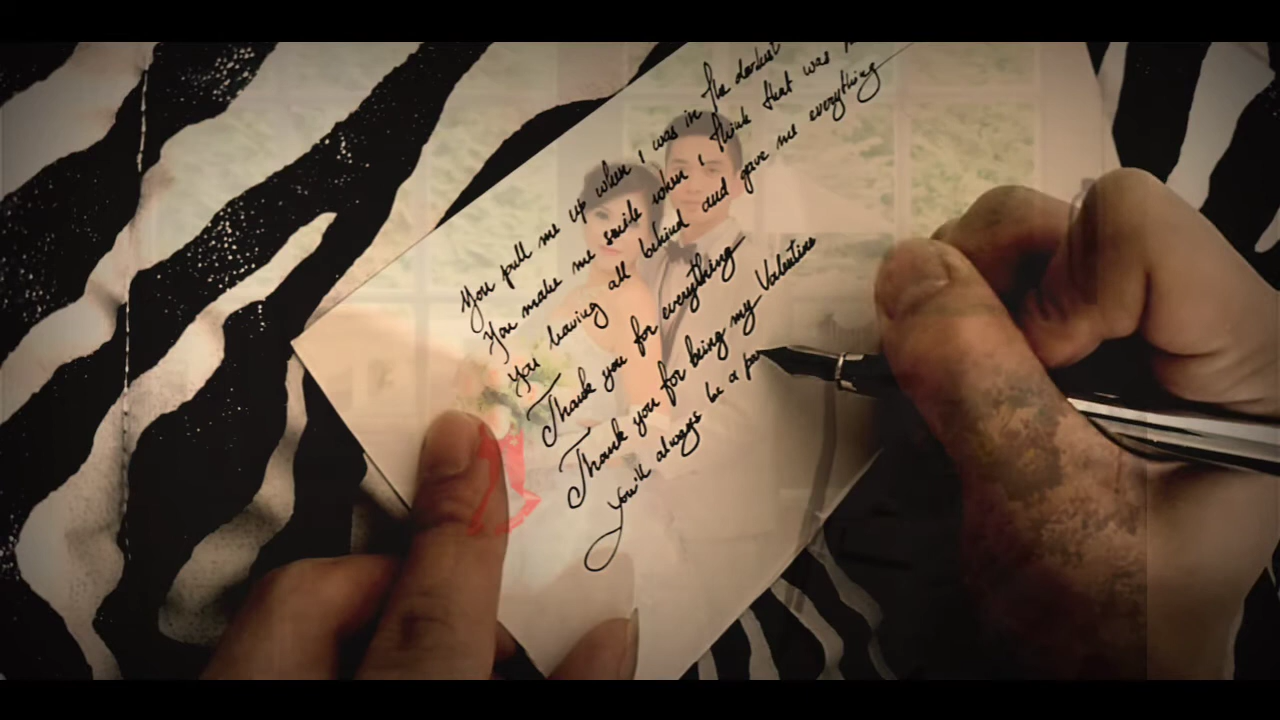 You pull me up when I was in the darkest
You make me smile when I think that was
You leaving all behind and gave me everything
Thank you for everything
Thank you for being my Valentine
you'll always be a